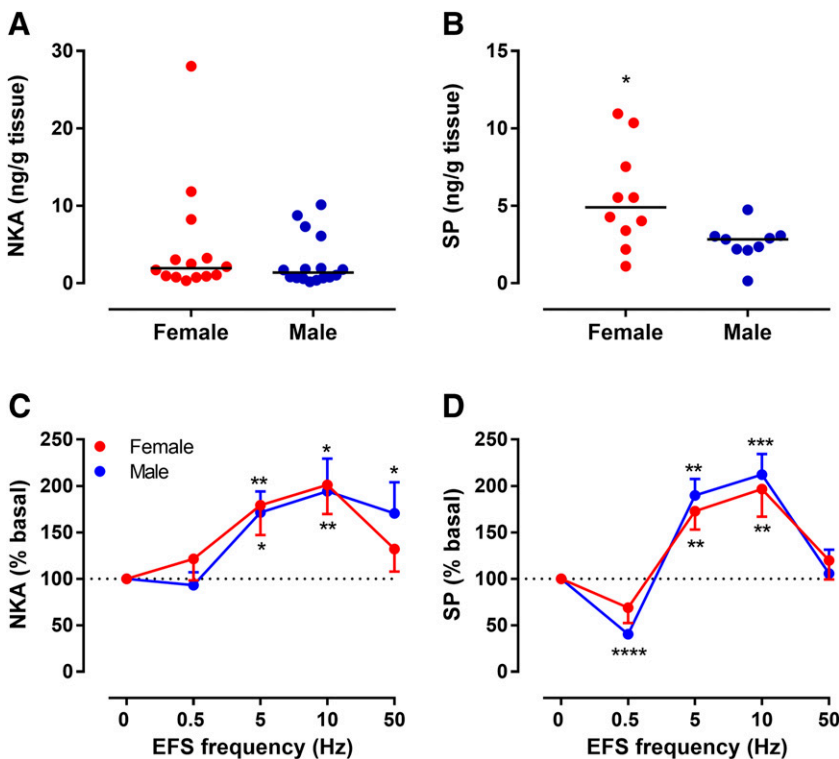 A
NKA (ng/g tissue)
30
20
10
0
Female
Male
B
SP (ng/g tissue)
15
10
5
0
*
Female
Male
C
NKA (% basal)
250
200
150
100
50
0
Female
Male
**
*
*
*
**
0
0.5
5
10
50
EFS frequency (Hz)
D
SP (% basal)
250
200
150
100
50
0
**
***
**
**
****
0
0.5
5
10
50
EFS frequency (Hz)